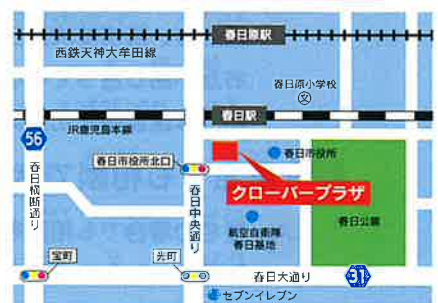 春日原駅
西鉄天神大牟田線
春日原小学校
文
春日駅
JR鹿児島本線
56
春日市役所北口
春日市役所
クローバープラザ
春日横断通り
春日中央通り
航空自衛隊
春日基地
春日公園
宝町
光町
春日大通り
31
セブンイレブン